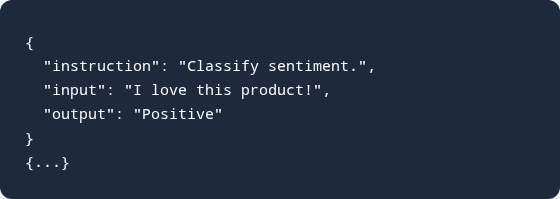 {
  "instruction": "Classify sentiment.",
  "input": "I love this product!",
  "output": "Positive"
}
{...}